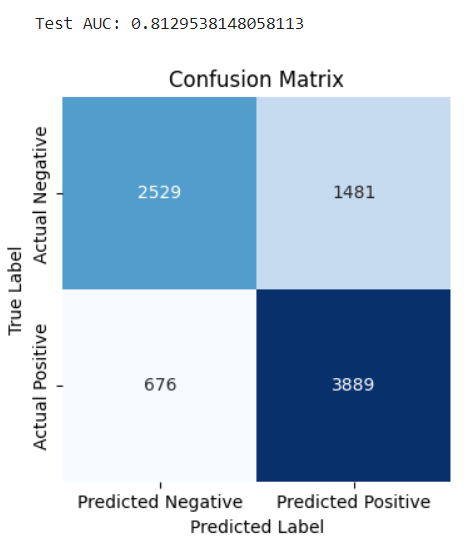 Test AUC: 0.8129538148058113
Confusion Matrix
True Label
Actual Negative
2529 1481
Actual Positive
676 3889
Predicted Negative Predicted Positive
Predicted Label